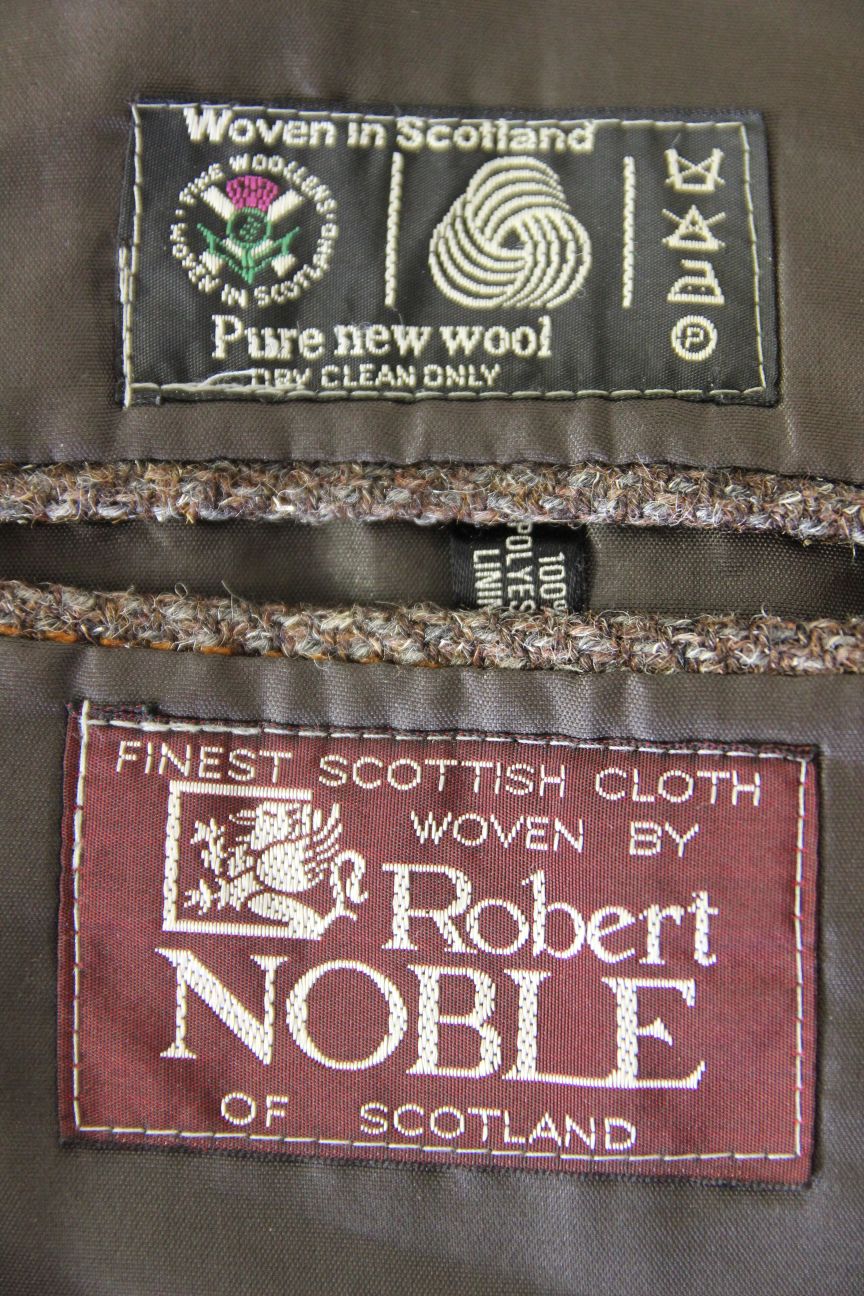 Woven in Scotland
FINE WOOLLENS
WOVEN IN SCOTLAND
Pure new wool
DRY CLEAN ONLY
P
100%
POLYES
LINI
FINEST SCOTTISH CLOTH
WOVEN BY
Robert
NOBLE
OF SCOTLAND